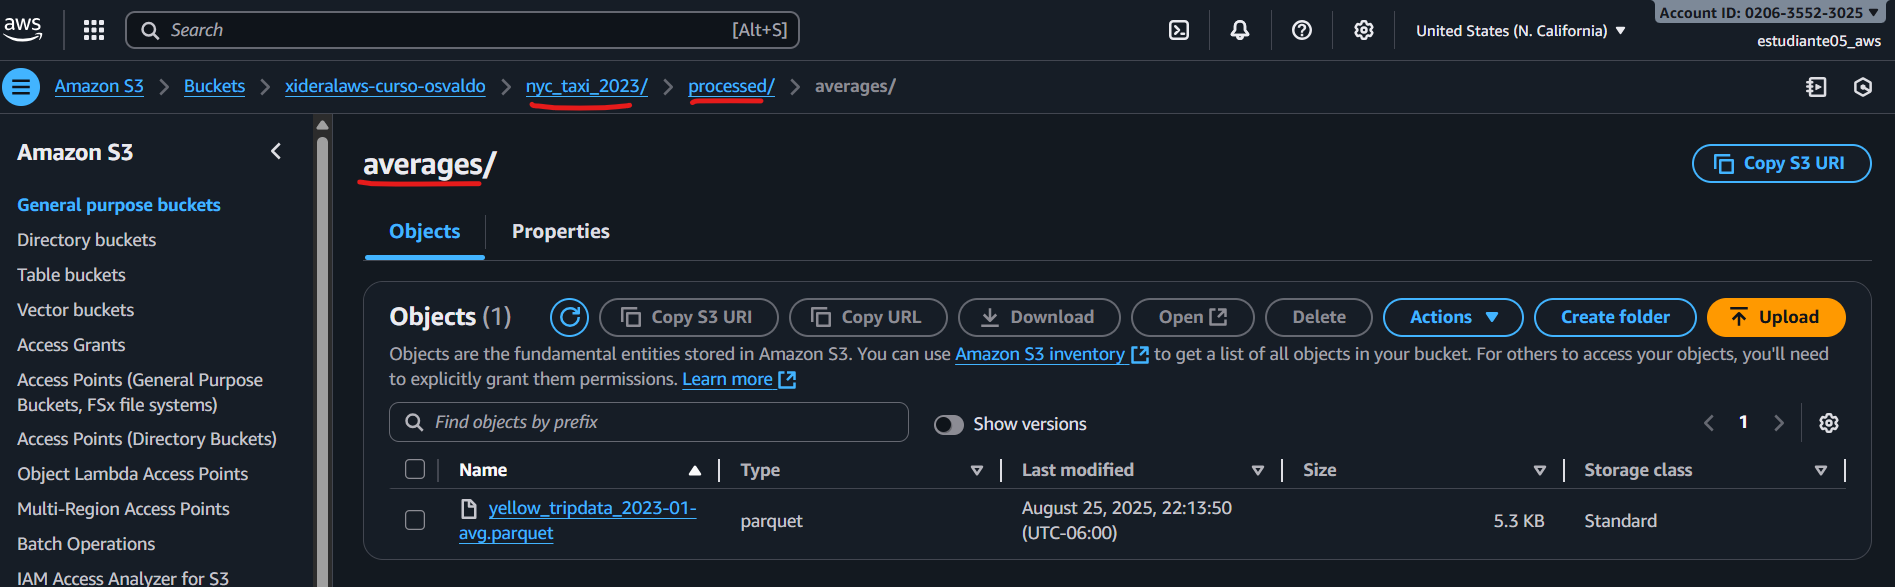 aws
Search [Alt+S]
United States (N. California)
Account ID: 0206-3552-3025
estudiante05_aws
Amazon S3
Buckets
xideralaws-curso-osvaldo
nyc_taxi_2023/
processed/
averages/
Amazon S3
General purpose buckets
Directory buckets
Table buckets
Vector buckets
Access Grants
Access Points (General Purpose
Buckets, FSx file systems)
Access Points (Directory Buckets)
Object Lambda Access Points
Multi-Region Access Points
Batch Operations
IAM Access Analyzer for S3
averages/
Copy S3 URI
Objects
Properties
Objects (1)
Copy S3 URI
Copy URL
Download
Open
Delete
Actions
Create folder
Upload
Objects are the fundamental entities stored in Amazon S3. You can use Amazon S3 inventory to get a list of all objects in your bucket. For others to access your objects, you'll need
to explicitly grant them permissions. Learn more
Find objects by prefix
Show versions
1
Name
Type
Last modified
Size
Storage class
yellow_tripdata_2023-01-
avg.parquet
parquet
August 25, 2025, 22:13:50
(UTC-06:00)
5.3 KB
Standard